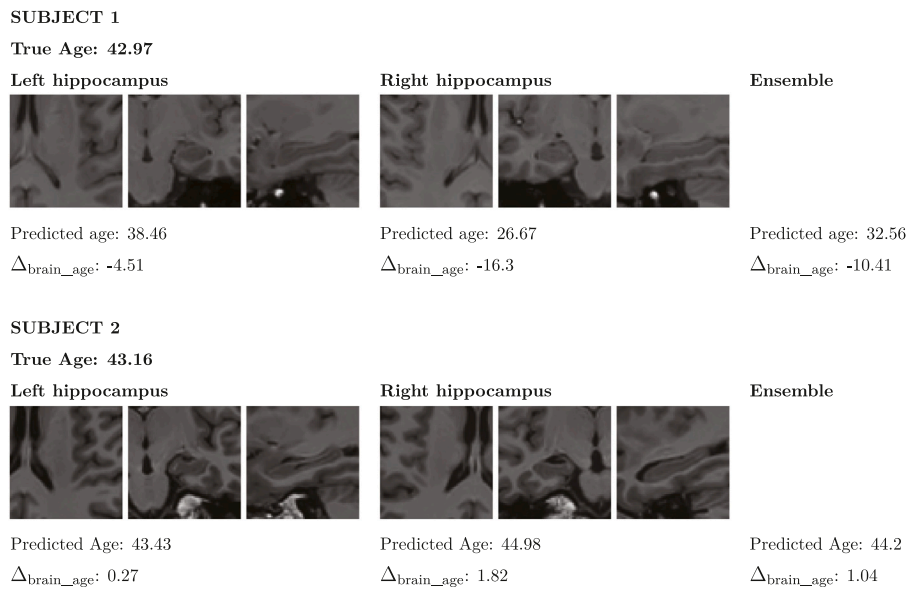 SUBJECT 1
True Age: 42.97
Left hippocampus Right hippocampus Ensemble
Predicted age: 38.46 Predicted age: 26.67 Predicted age: 32.56
Δbrain_age: -4.51 Δbrain_age: -16.3 Δbrain_age: -10.41
SUBJECT 2
True Age: 43.16
Left hippocampus Right hippocampus Ensemble
Predicted Age: 43.43 Predicted Age: 44.98 Predicted Age: 44.2
Δbrain_age: 0.27 Δbrain_age: 1.82 Δbrain_age: 1.04